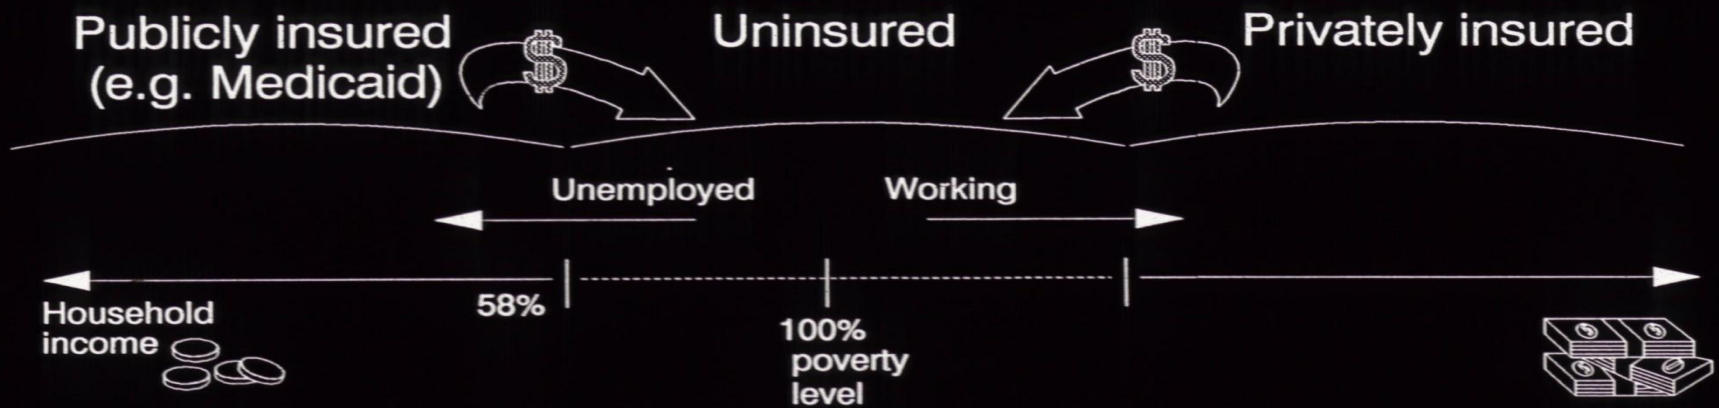 Publicly insured
(e.g. Medicaid)
Uninsured
Privately insured
$
$
Unemployed
Working
Household
income
58%
100%
poverty
level